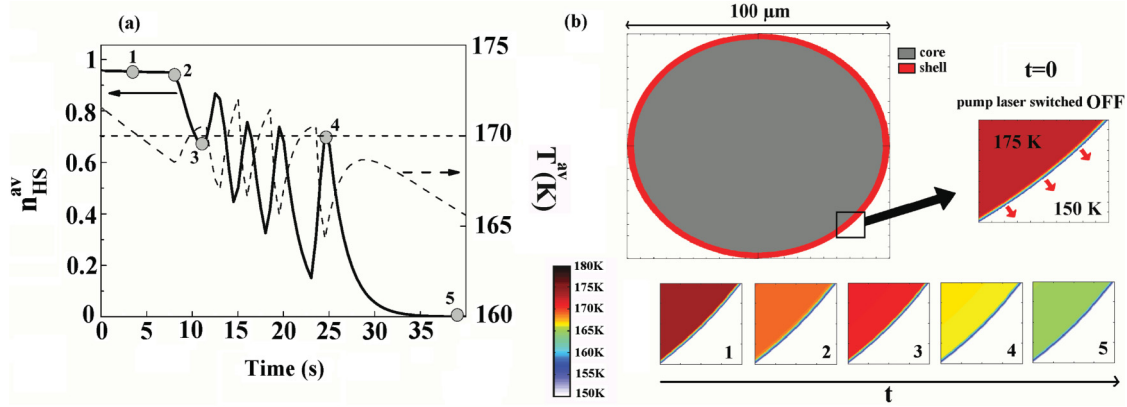 (a)
1
0.8
0.6
0.4
0.2
0
n_HS^av
1
2
3
4
5
175
170
165
160
T^av(K)
0 5 10 15 20 25 30 35
Time (s)
180K
175K
170K
165K
160K
155K
150K
(b)
100 µm
core
shell
t=0
pump laser switched OFF
175 K
150 K
1 2 3 4 5
t